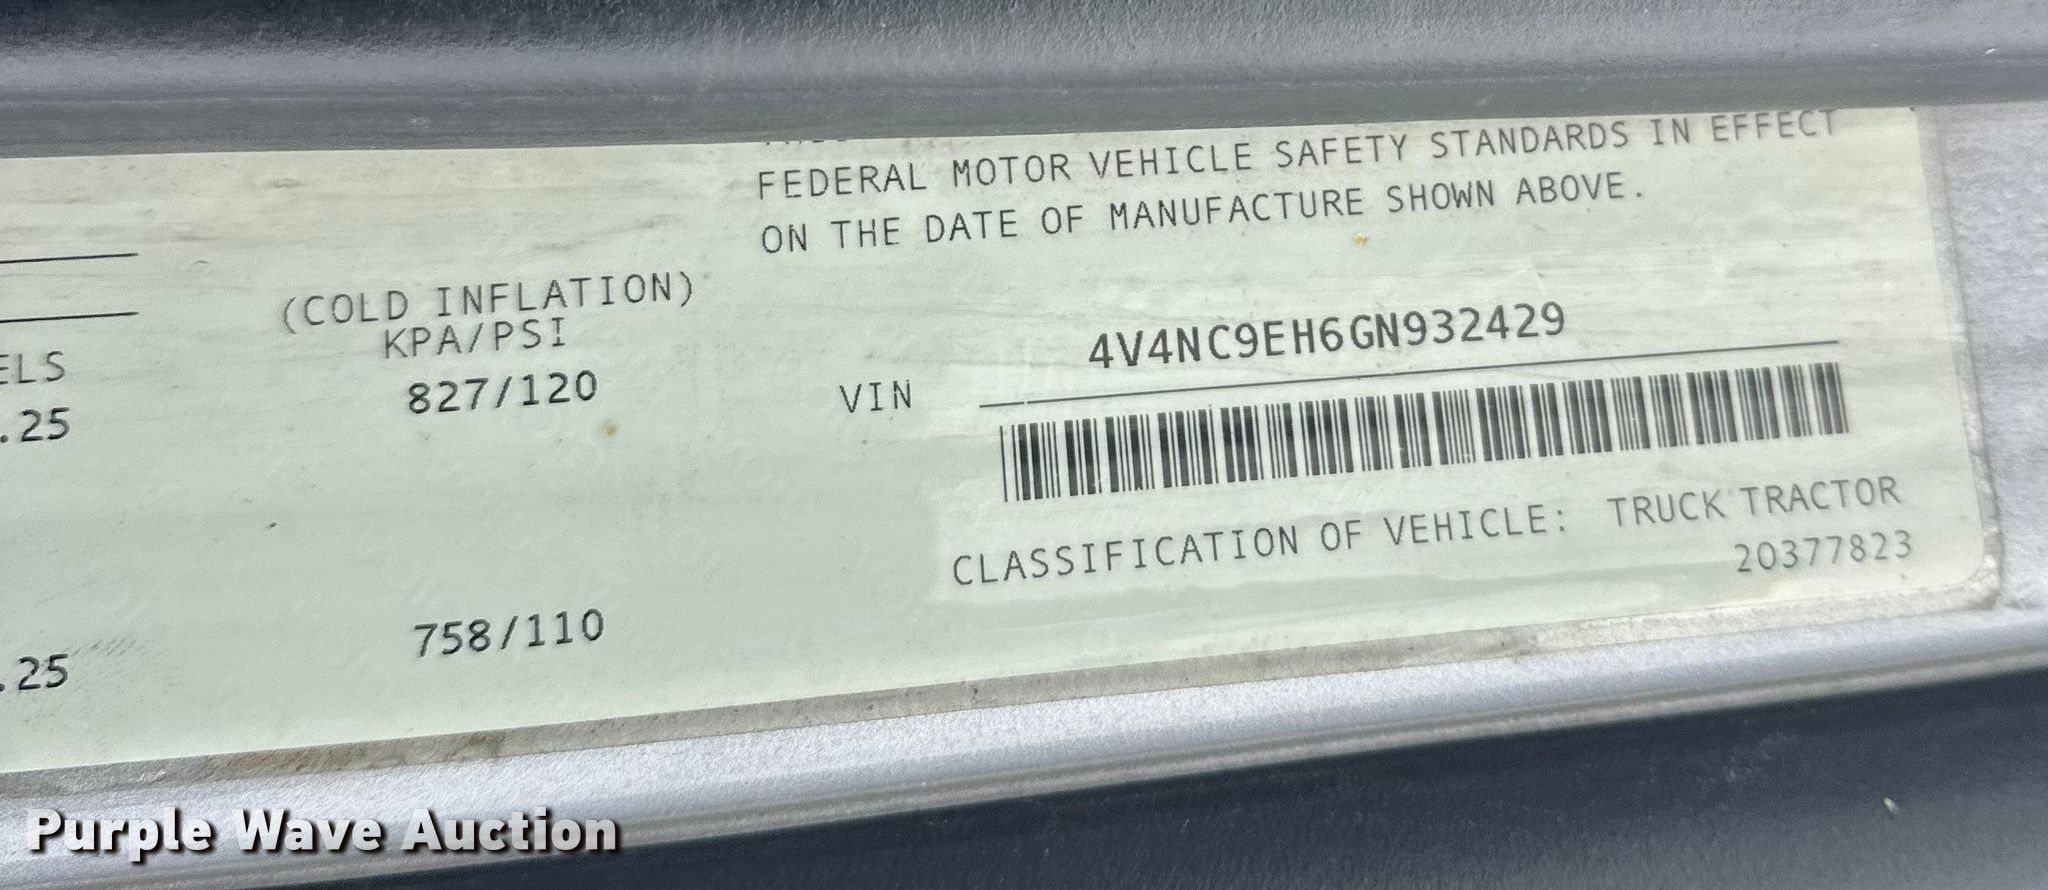 FEDERAL MOTOR VEHICLE SAFETY STANDARDS IN EFFECT
ON THE DATE OF MANUFACTURE SHOWN ABOVE.
(COLD INFLATION)
KPA/PSI
ELS
827/120
.25
VIN
4V4NC9EH6GN932429
CLASSIFICATION OF VEHICLE: TRUCK TRACTOR
20377823
758/110
.25
Purple Wave Auction